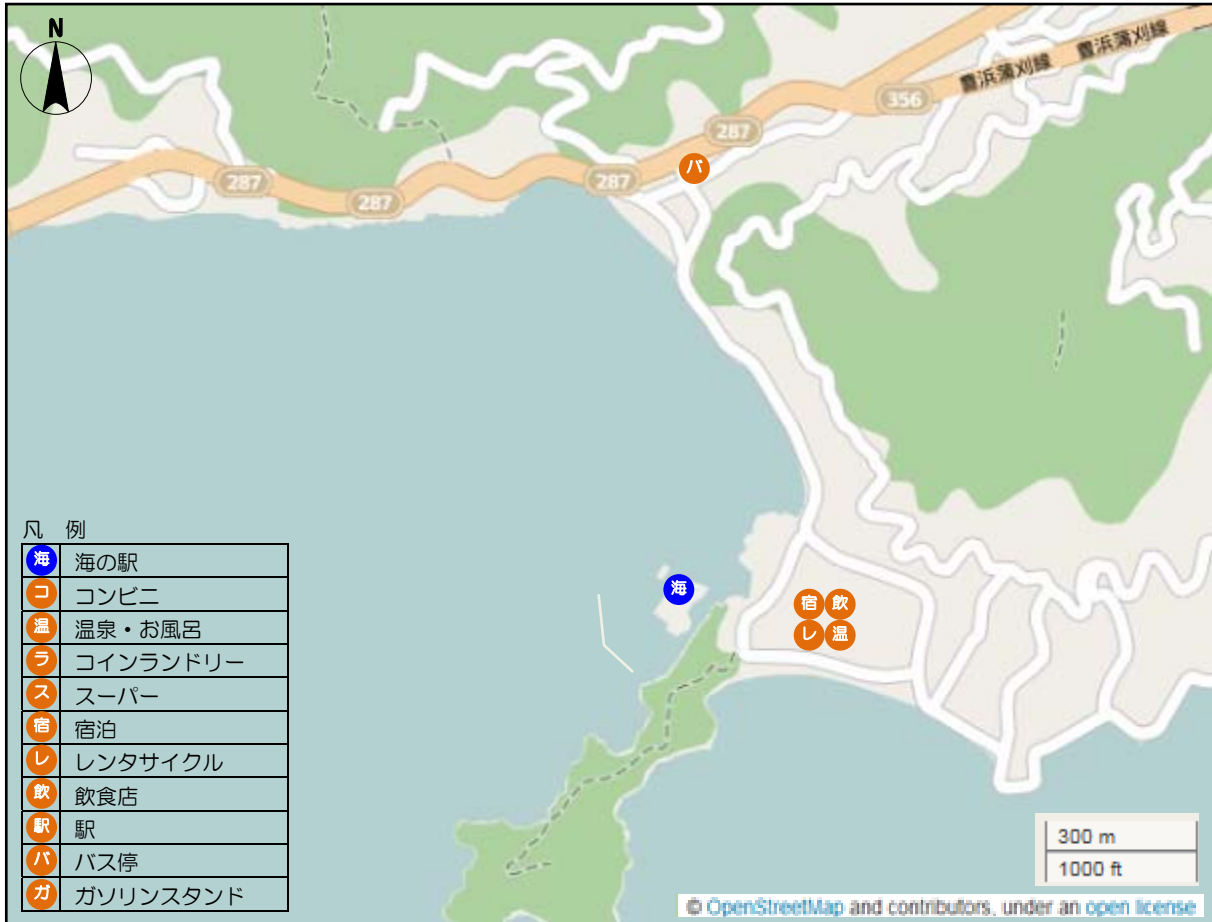 N
豊浜蒲刈線 豊浜蒲刈線
356
287
バ
287
287
287
凡 例
海 海の駅
コ コンビニ
温 温泉・お風呂
ラ コインランドリー
ス スーパー
宿 宿泊
レ レンタサイクル
飲 飲食店
駅 駅
バ バス停
ガ ガソリンスタンド
海
宿 飲
レ 温
300 m
1000 ft
© OpenStreetMap and contributors, under an open license